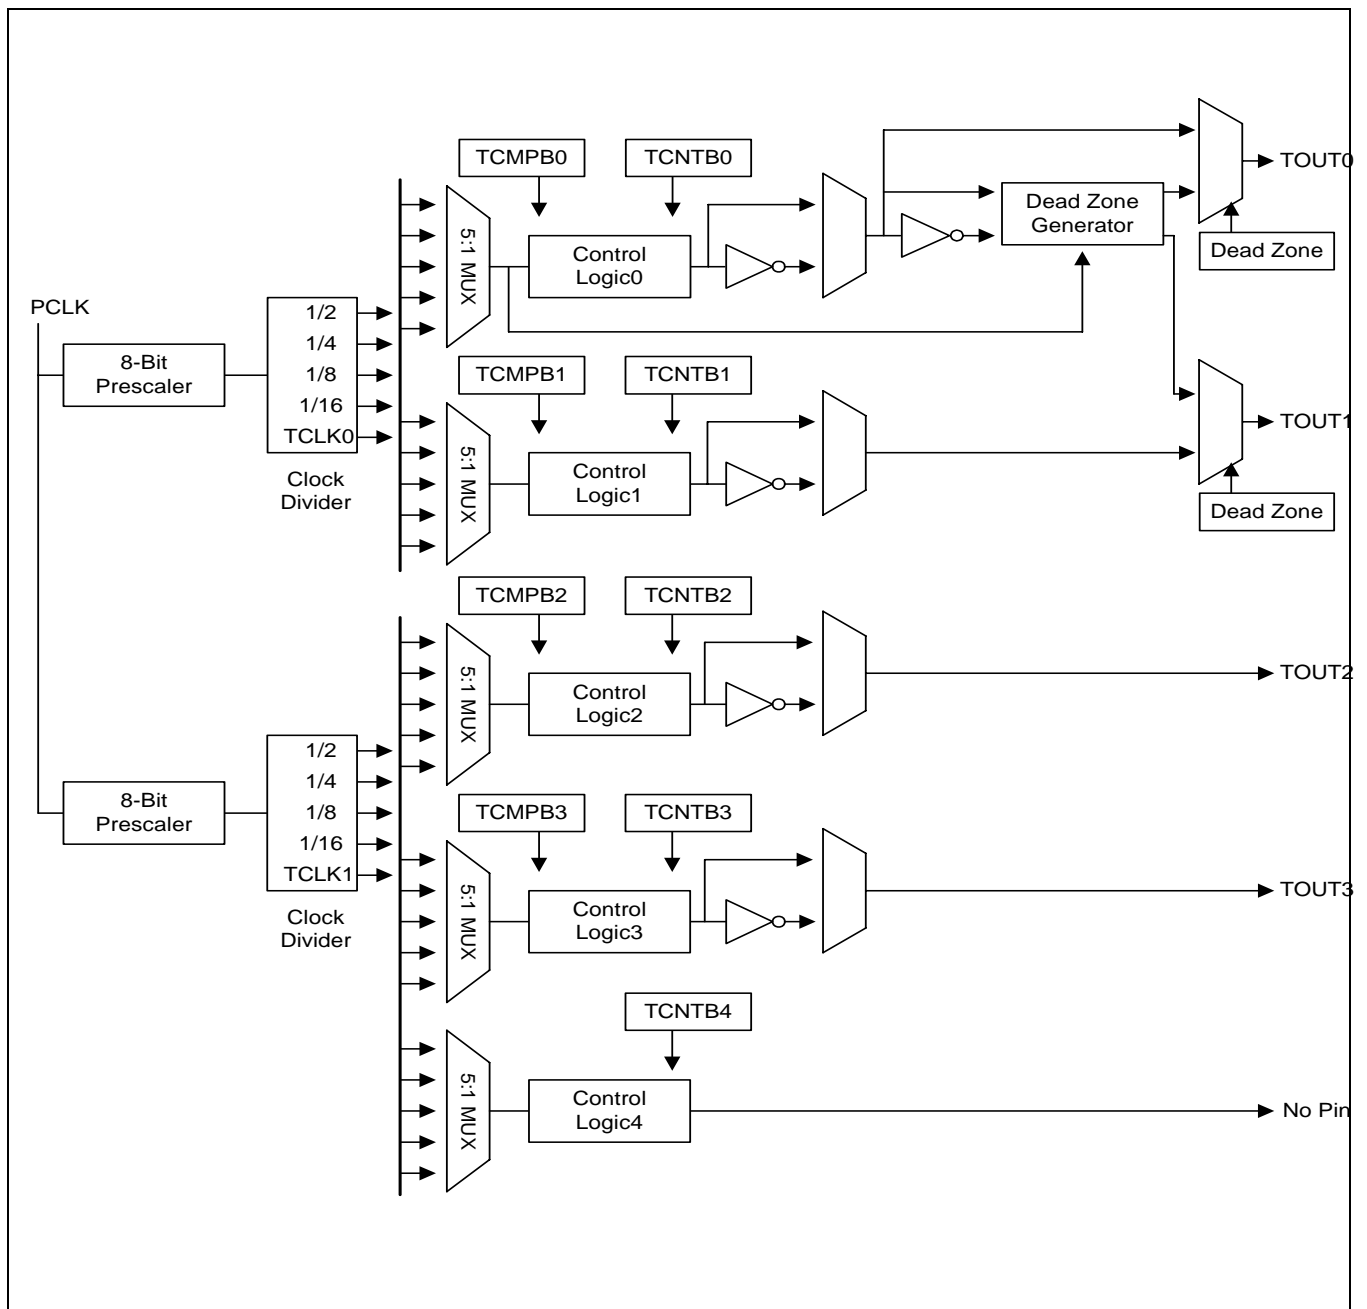 TCMPB0
TCNTB0
TOUT0
5:1 MUX
Control
Logic0
Dead Zone
Generator
Dead Zone
PCLK
8-Bit
Prescaler
1/2
1/4
1/8
1/16
TCLK0
Clock
Divider
TCMPB1
TCNTB1
TOUT1
5:1 MUX
Control
Logic1
Dead Zone
TCMPB2
TCNTB2
5:1 MUX
Control
Logic2
TOUT2
8-Bit
Prescaler
1/2
1/4
1/8
1/16
TCLK1
Clock
Divider
TCMPB3
TCNTB3
5:1 MUX
Control
Logic3
TOUT3
TCNTB4
5:1 MUX
Control
Logic4
No Pin